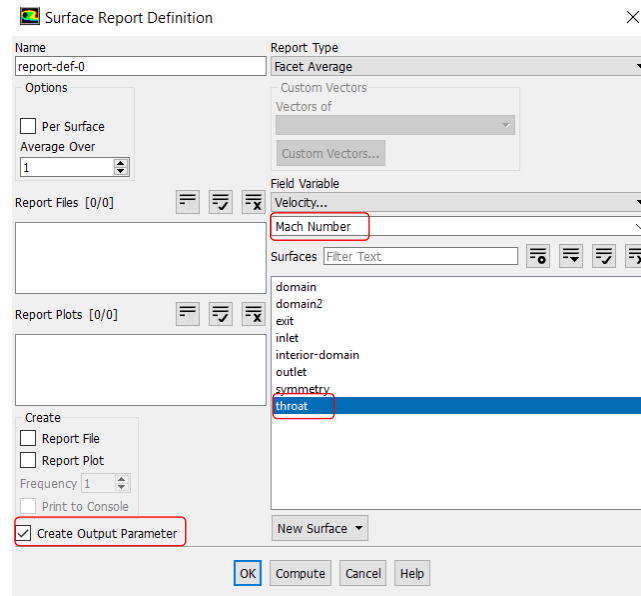 Surface Report Definition
Name
report-def-0
Options
Per Surface
Average Over
1
Report Files [0/0]
Report Plots [0/0]
Create
Report File
Report Plot
Frequency 1
Print to Console
Create Output Parameter
Report Type
Facet Average
Custom Vectors
Vectors of
Custom Vectors...
Field Variable
Velocity...
Mach Number
Surfaces Filter Text
domain
domain2
exit
inlet
interior-domain
outlet
symmetry
throat
New Surface
OK Compute Cancel Help